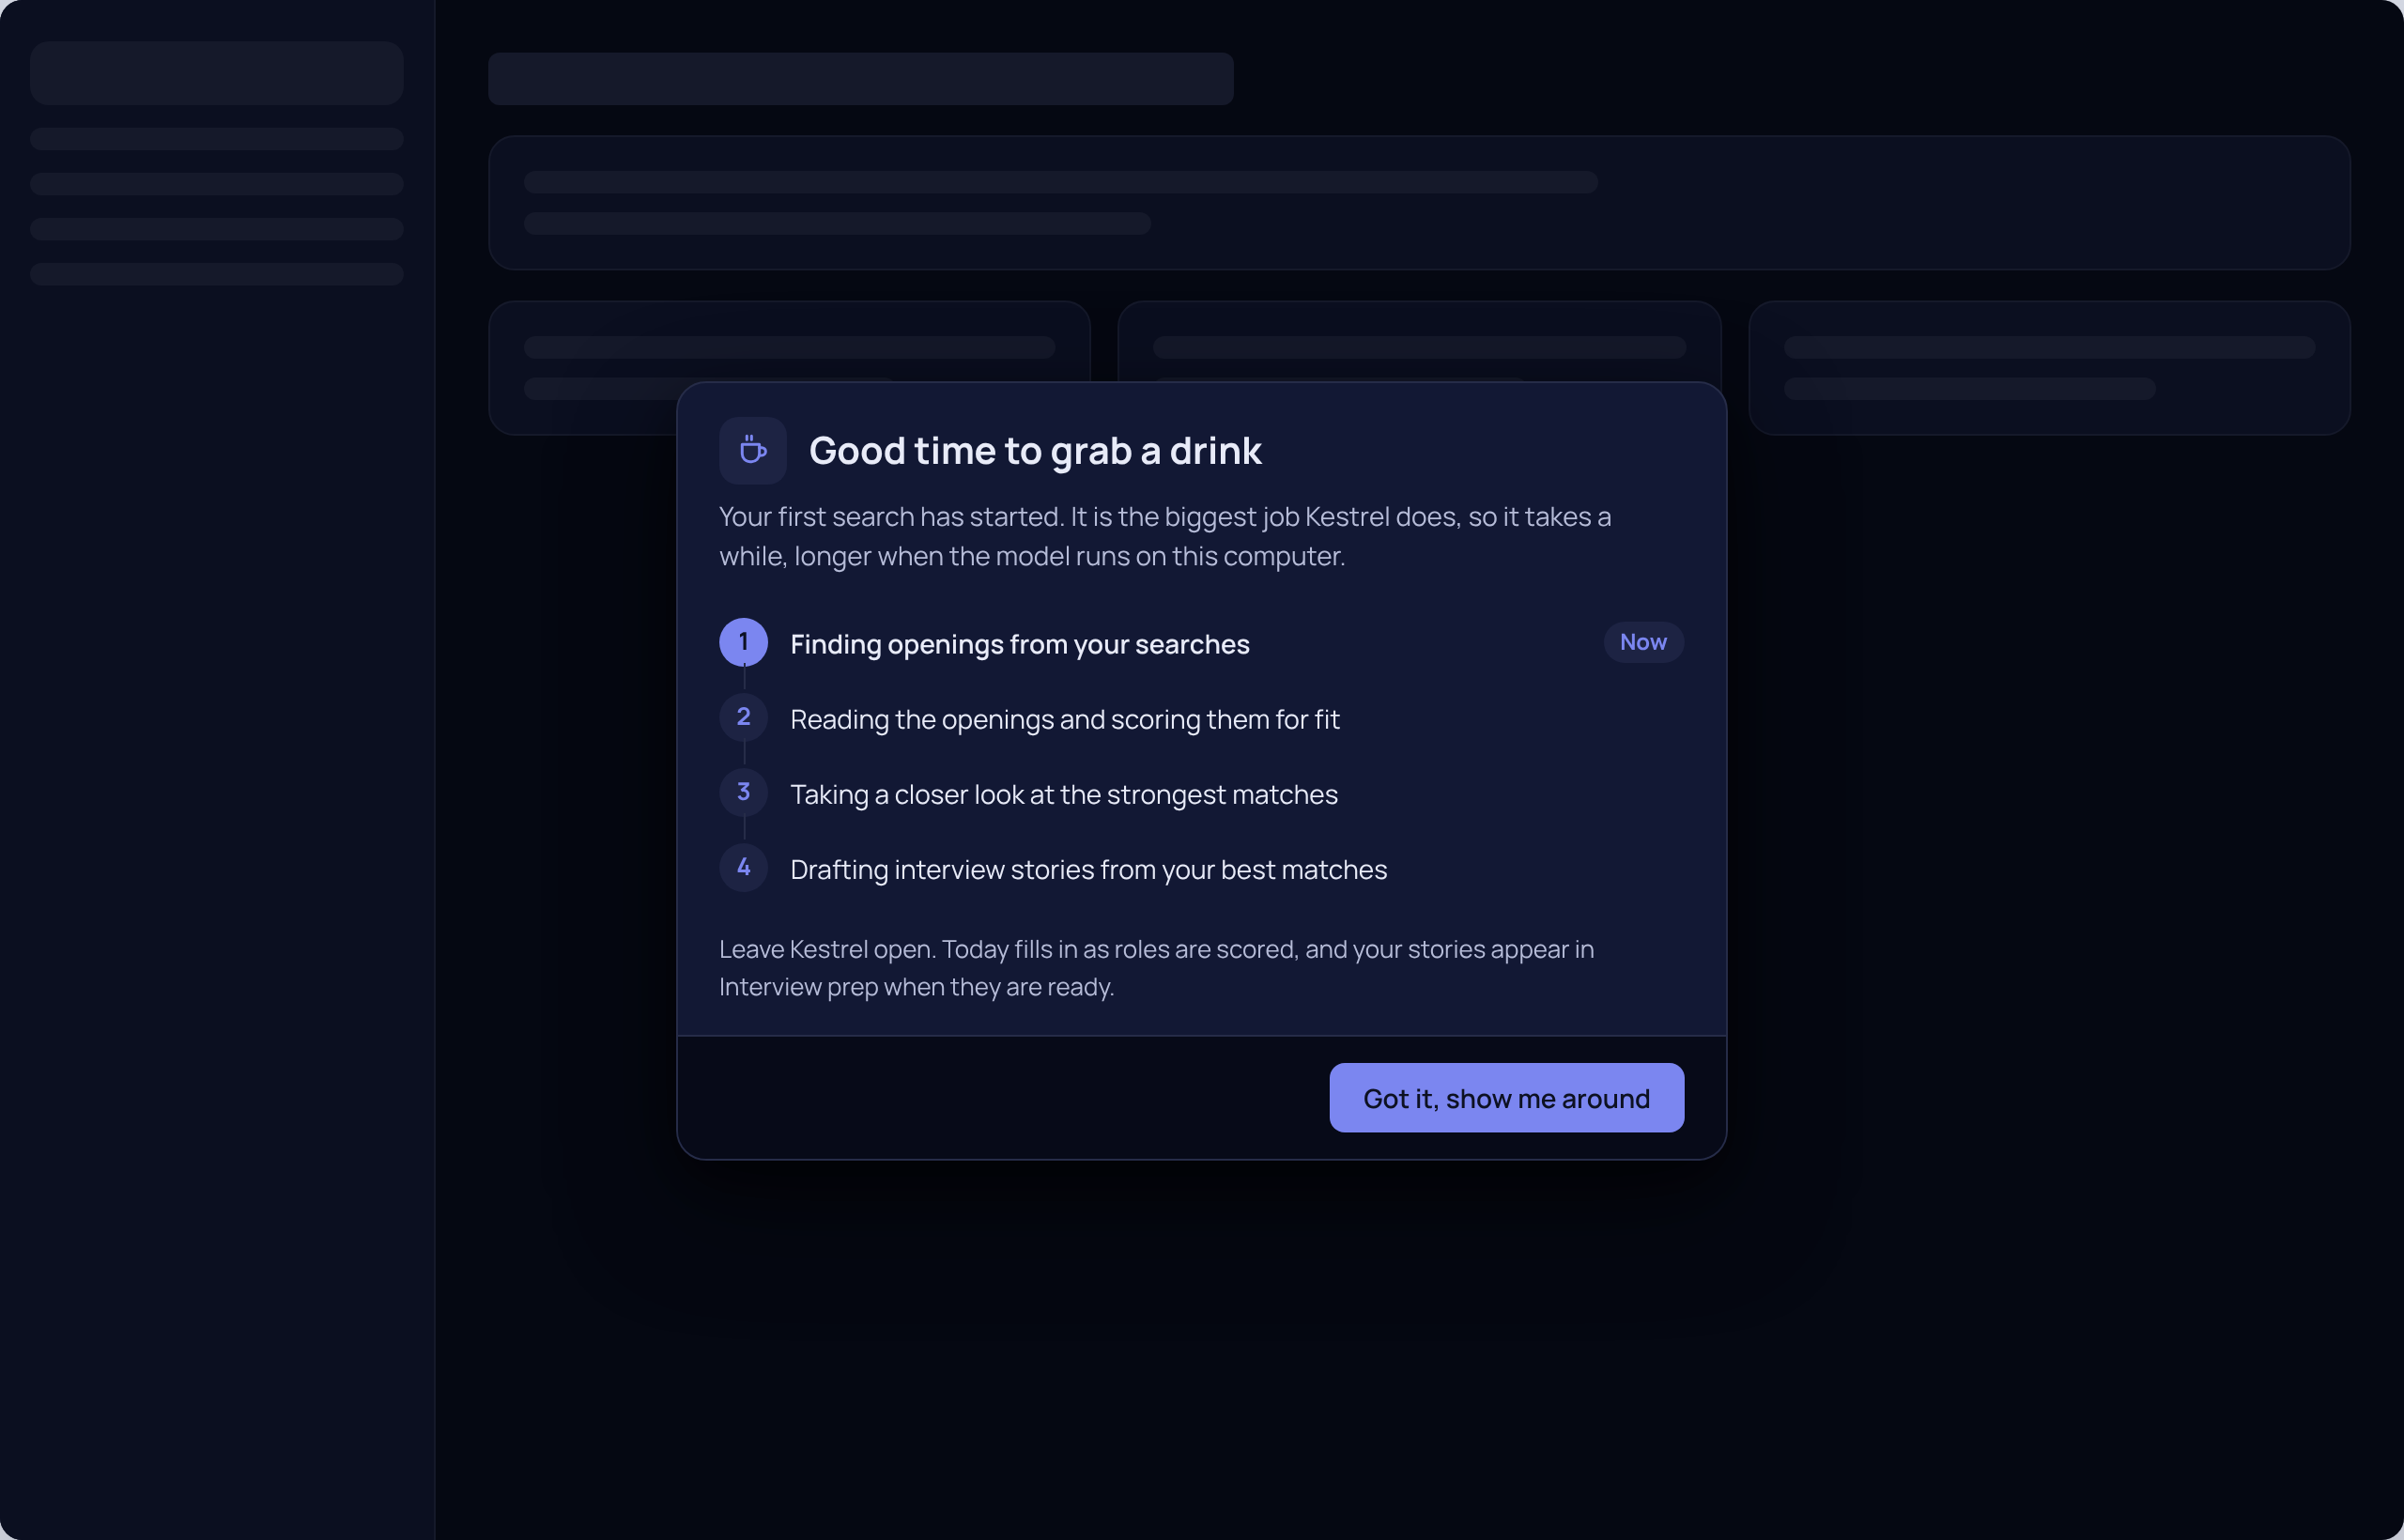 Good time to grab a drink
Your first search has started. It is the biggest job Kestrel does, so it takes a
while, longer when the model runs on this computer.
1 Finding openings from your searches Now
2 Reading the openings and scoring them for fit
3 Taking a closer look at the strongest matches
4 Drafting interview stories from your best matches
Leave Kestrel open. Today fills in as roles are scored, and your stories appear in
Interview prep when they are ready.
Got it, show me around